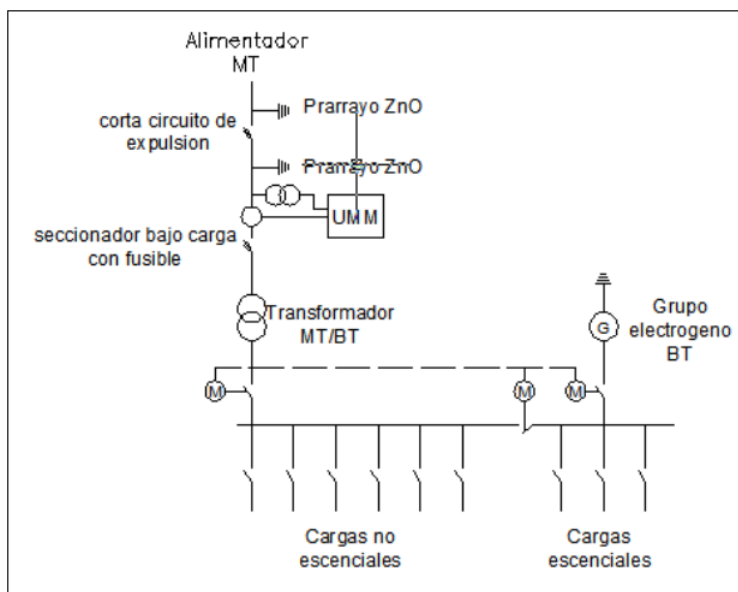 Alimentador
MT
Prarrayo ZnO
corta circuito de
expulsion
Prarrayo ZnO
UMM
seccionador bajo carga
con fusible
Transformador
MT/BT
Grupo
electrogeno
BT
G
M
M
M
Cargas no
escenciales
Cargas
escenciales